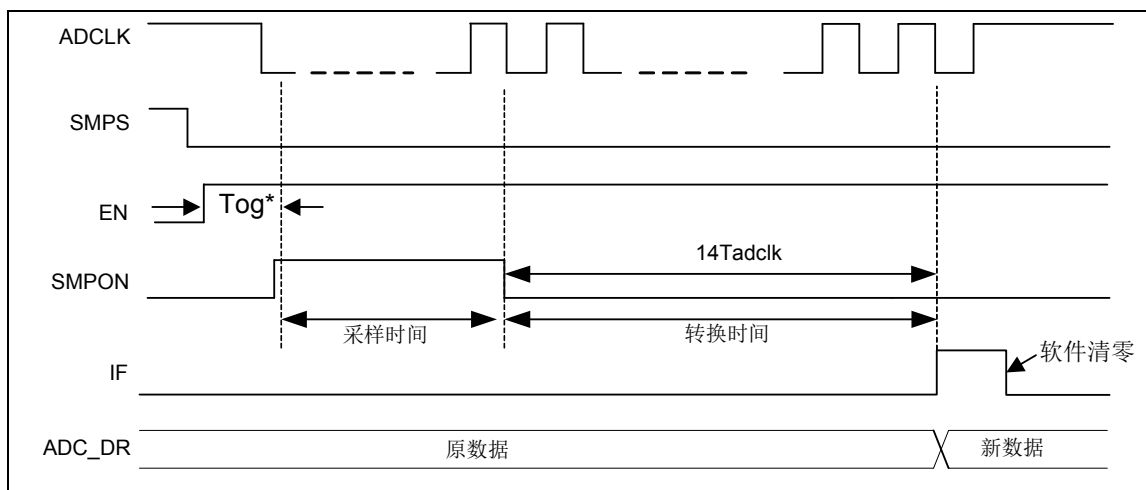 ADCLK
SMPS
EN
Tog*
SMPON
14Tadclk
采样时间
转换时间
IF
软件清零
ADC_DR
原数据
新数据